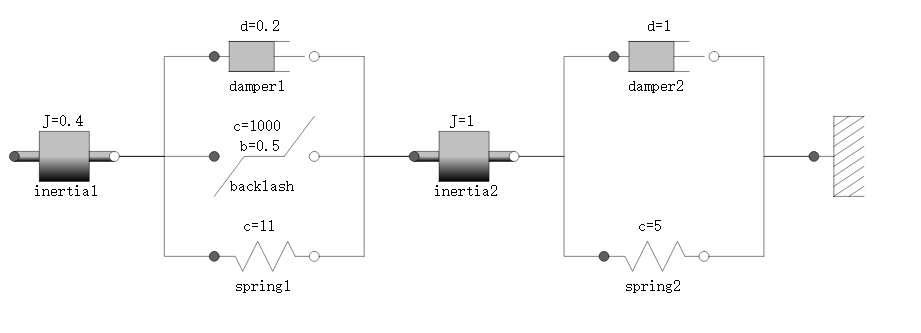 d=0.2
damper1
d=1
damper2
J=0.4
inertia1
c=1000
b=0.5
backlash
J=1
inertia2
c=11
spring1
c=5
spring2